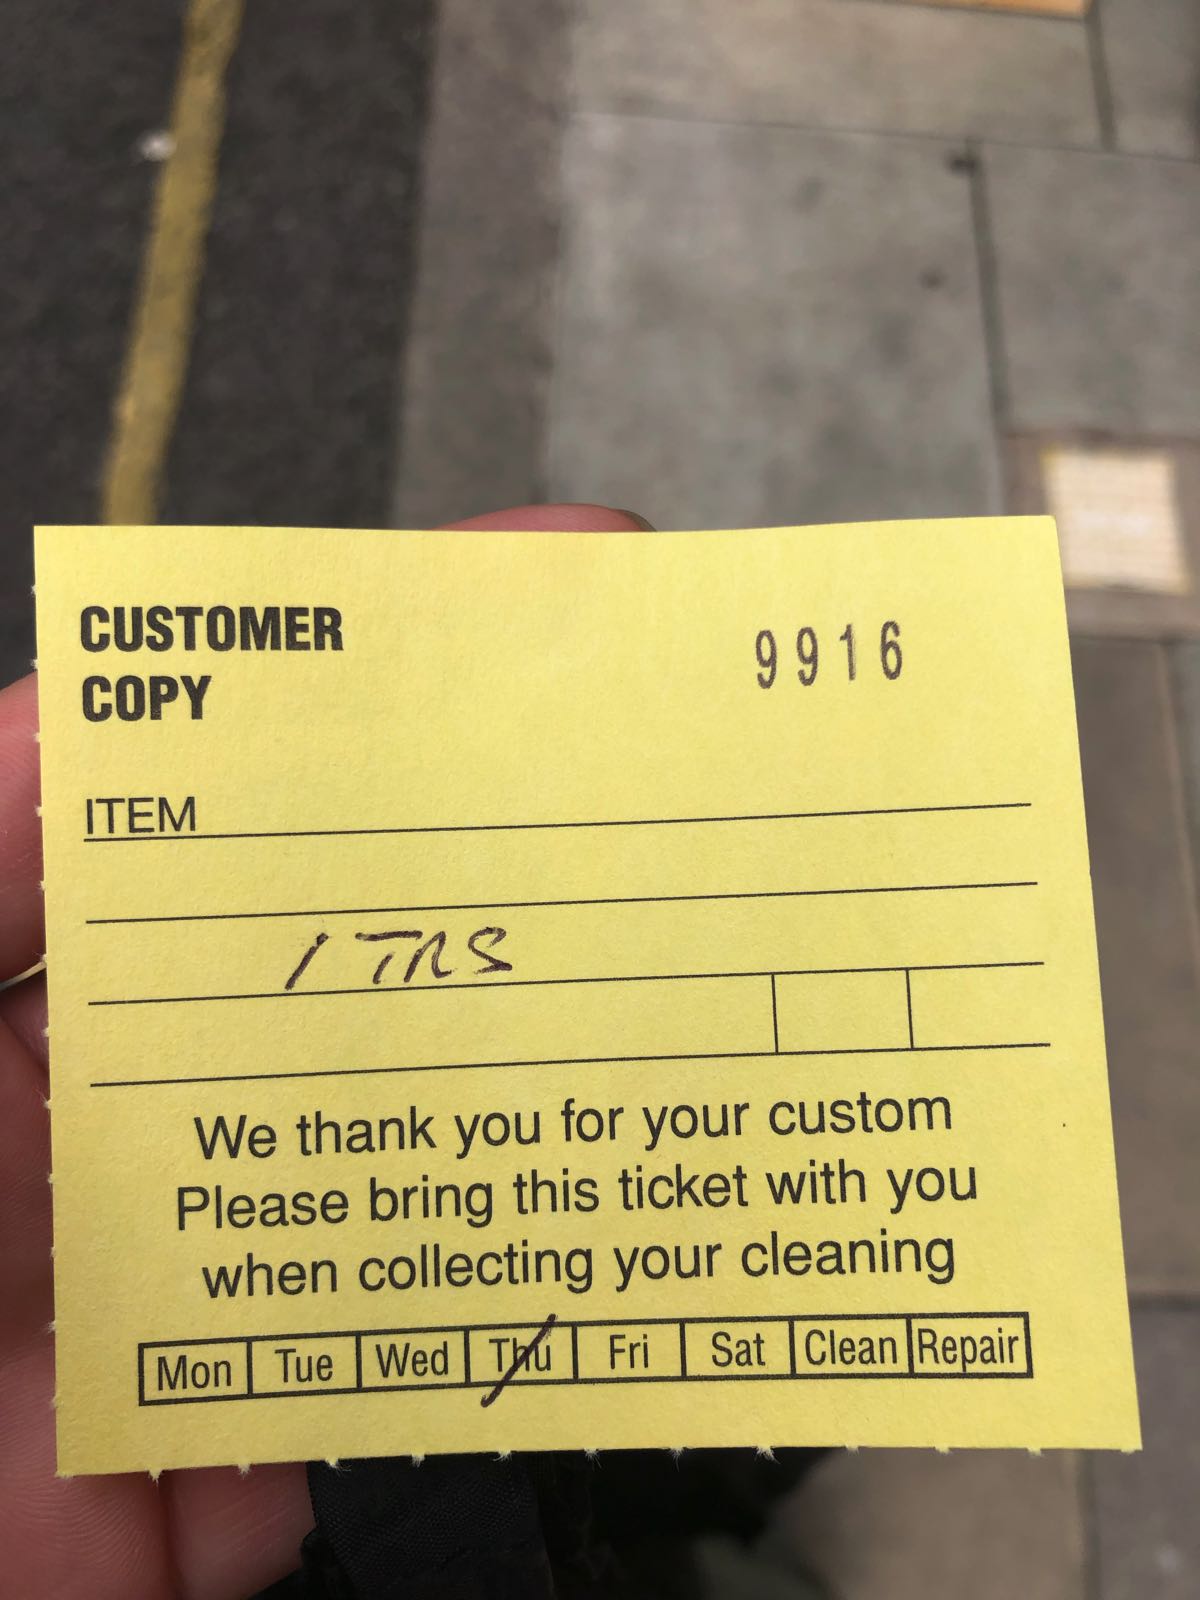 CUSTOMER
COPY
9916
ITEM
1 TRS
We thank you for your custom
Please bring this ticket with you
when collecting your cleaning
Mon Tue Wed Thu Fri Sat Clean Repair